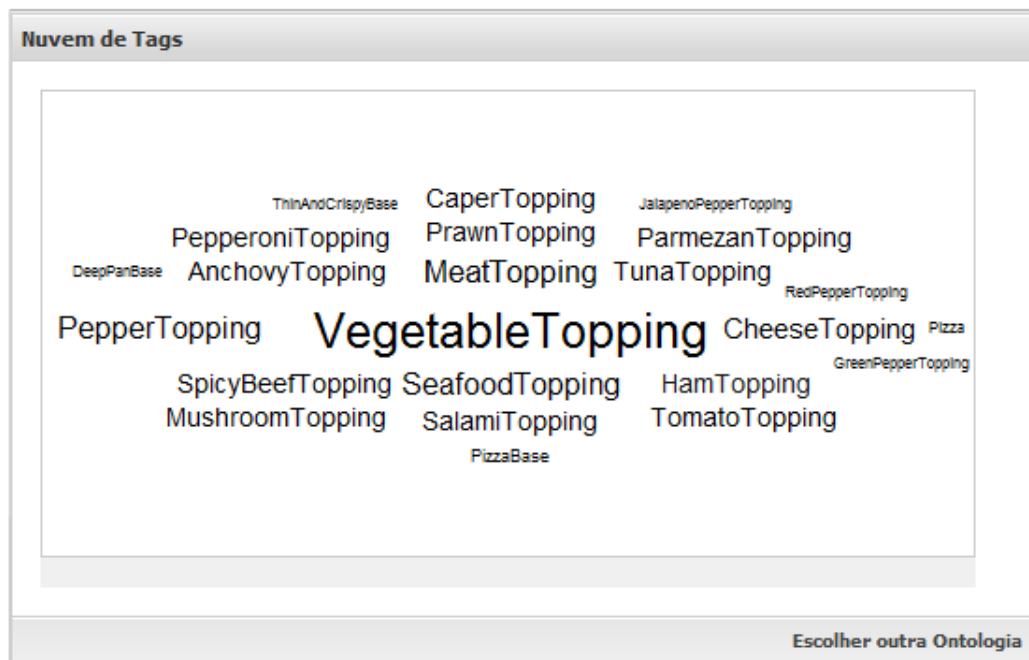 Nuvem de Tags
ThinAndCrispyBase CaperTopping JalapenoPepperTopping
PepperoniTopping PrawnTopping ParmezanTopping
DeepPanBase AnchovyTopping MeatTopping TunaTopping
RedPepperTopping
PepperTopping VegetableTopping CheeseTopping Pizza
GreenPepperTopping
SpicyBeefTopping SeafoodTopping HamTopping
MushroomTopping SalamiTopping TomatoTopping
PizzaBase
Escolher outra Ontologia